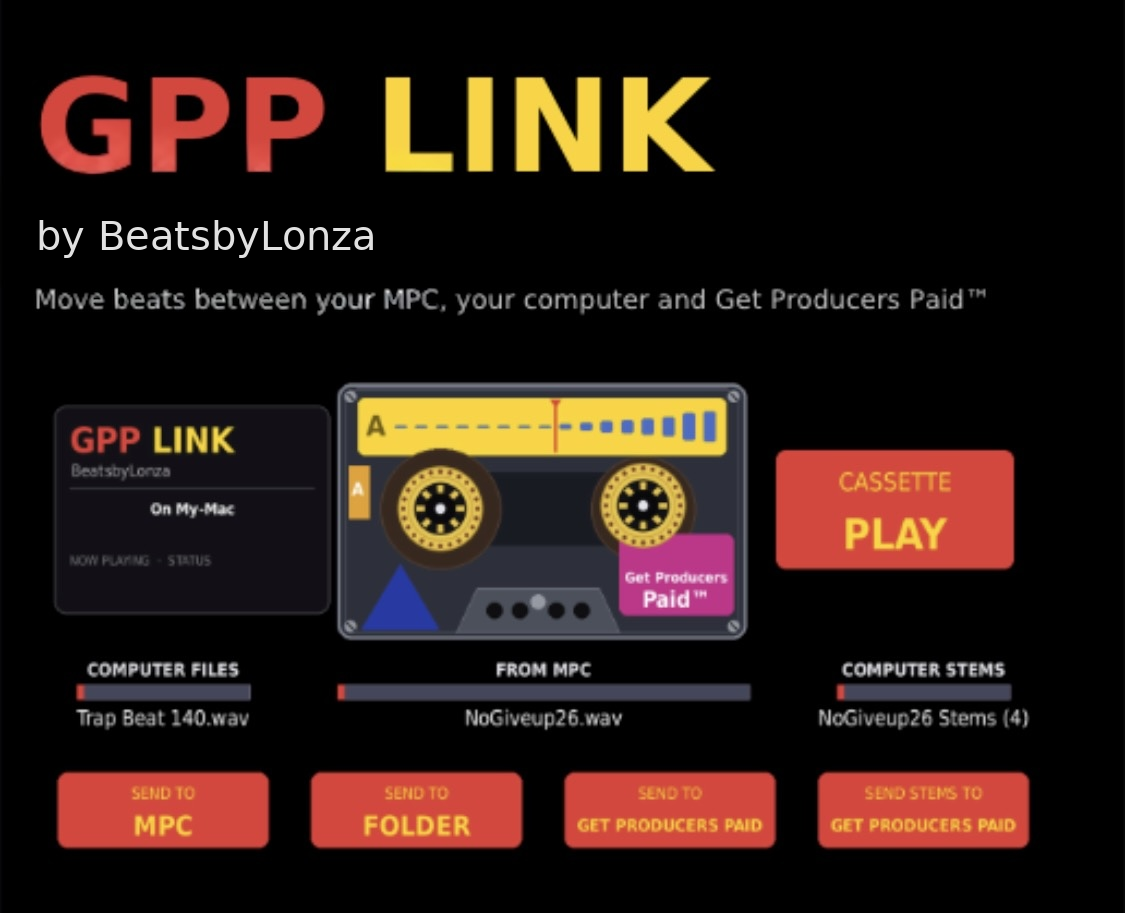 GPP LINK
by BeatsbyLonza
Move beats between your MPC, your computer and Get Producers Paid™
GPP LINK
BeatsbyLonza
On My-Mac
NOW PLAYING - STATUS
A
A
Get Producers
Paid™
CASSETTE
PLAY
COMPUTER FILES
Trap Beat 140.wav
FROM MPC
NoGiveup26.wav
COMPUTER STEMS
NoGiveup26 Stems (4)
SEND TO
MPC
SEND TO
FOLDER
SEND TO
GET PRODUCERS PAID
SEND STEMS TO
GET PRODUCERS PAID